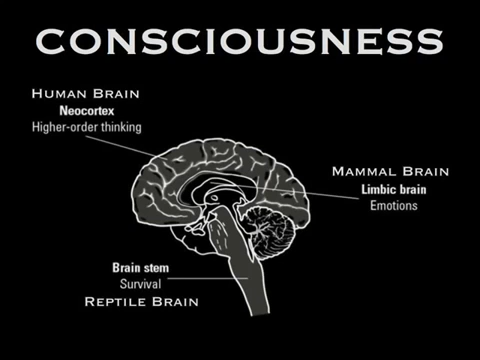 CONSCIOUSNESS
HUMAN BRAIN
Neocortex
Higher-order thinking
MAMMAL BRAIN
Limbic brain
Emotions
Brain stem
Survival
REPTILE BRAIN